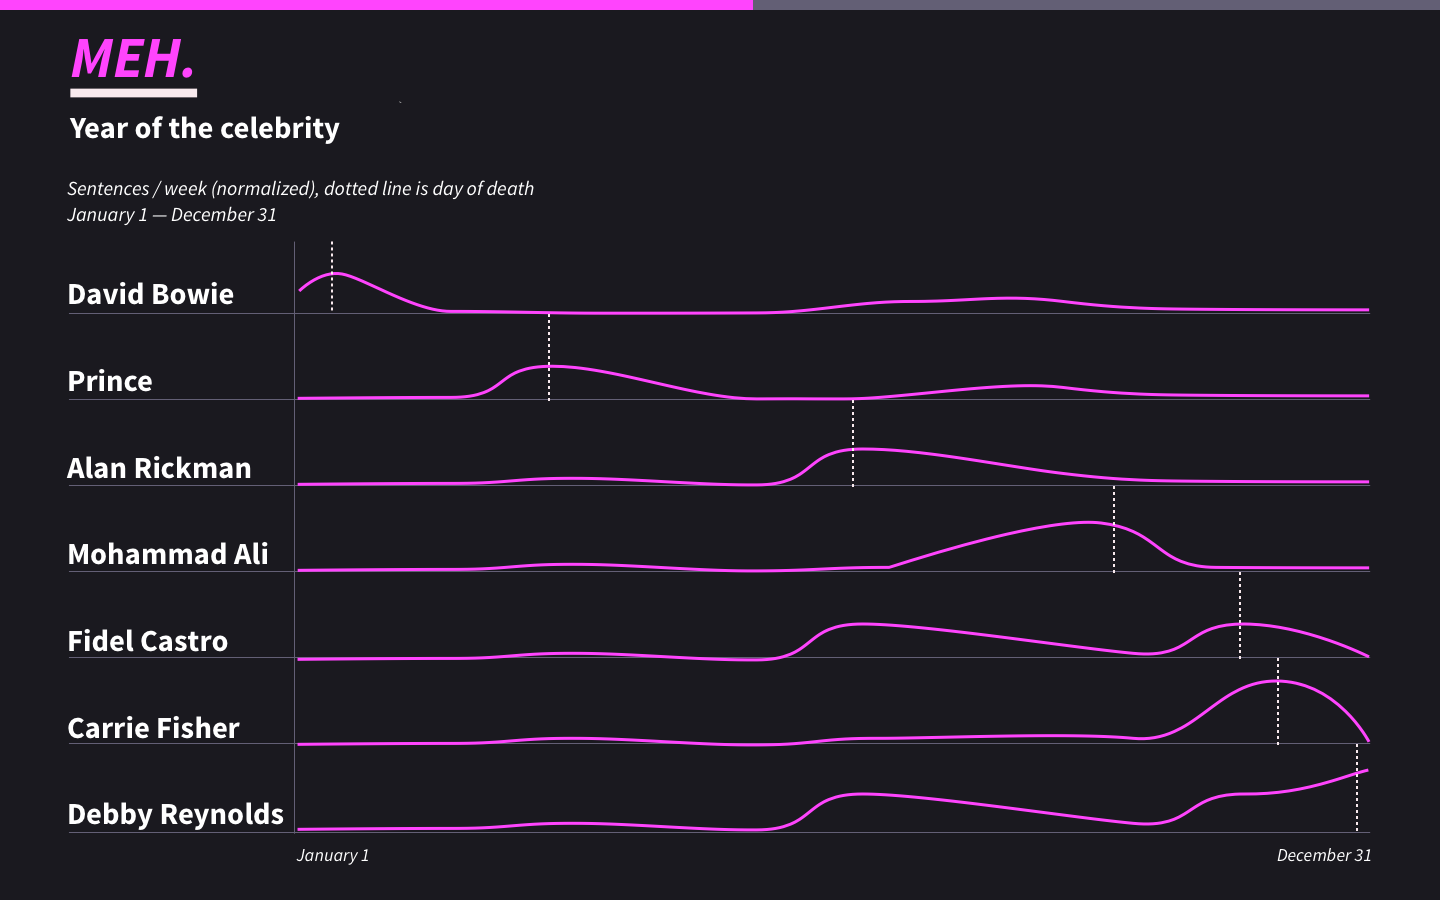 MEH.
Year of the celebrity
Sentences / week (normalized), dotted line is day of death
January 1 — December 31
David Bowie
Prince
Alan Rickman
Mohammad Ali
Fidel Castro
Carrie Fisher
Debby Reynolds
January 1
December 31